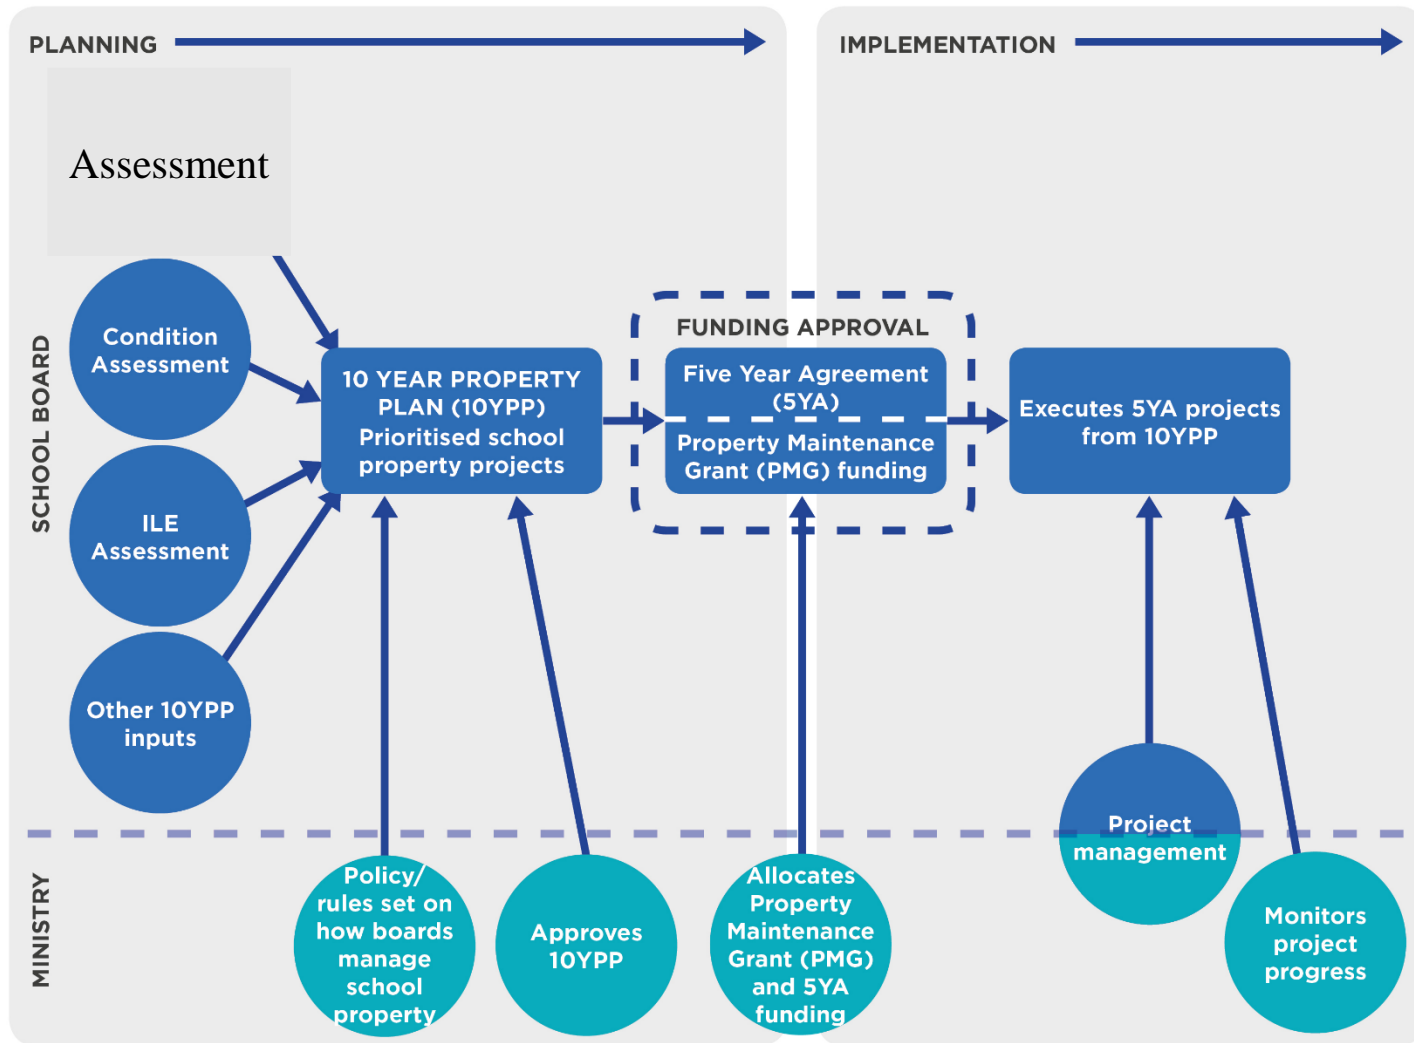 PLANNING
IMPLEMENTATION
Assessment
SCHOOL BOARD
Condition
Assessment
ILE
Assessment
Other 10YPP
inputs
10 YEAR PROPERTY
PLAN (10YPP)
Prioritised school
property projects
FUNDING APPROVAL
Five Year Agreement
(5YA)
Property Maintenance
Grant (PMG) funding
Executes 5YA projects
from 10YPP
MINISTRY
Policy/
rules set on
how boards
manage
school
property
Approves
10YPP
Allocates
Property
Maintenance
Grant (PMG)
and 5YA
funding
Project
management
Monitors
project
progress